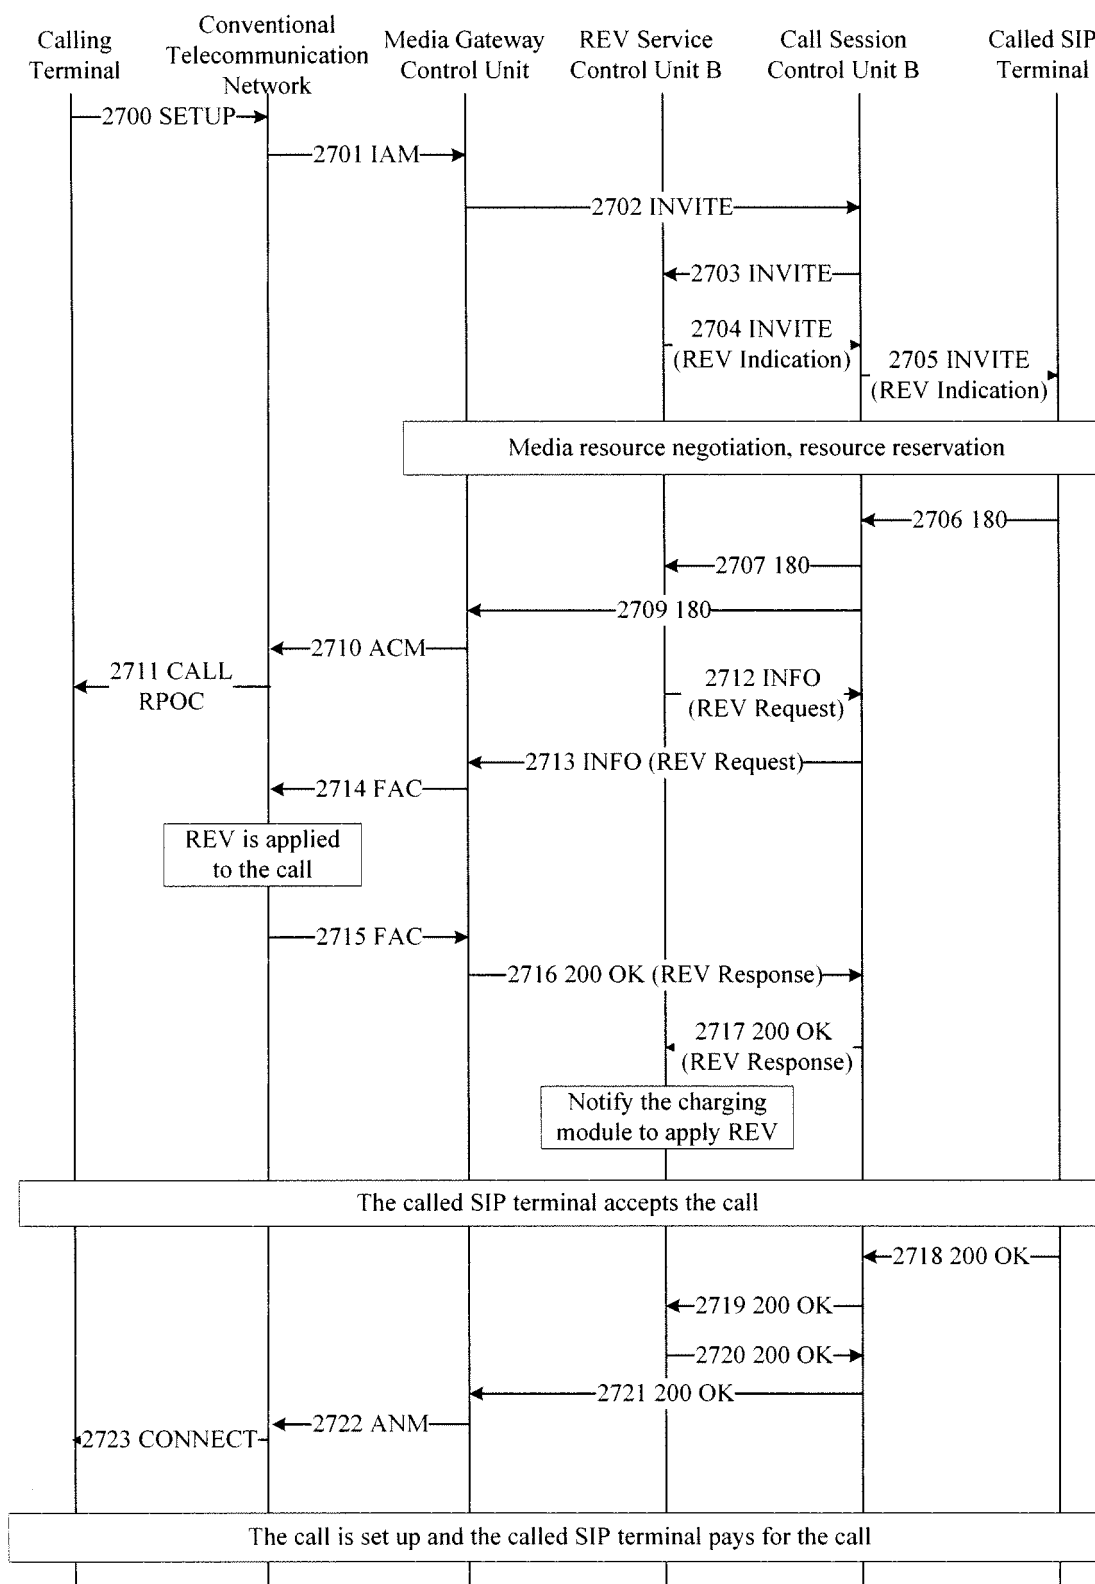 Calling
Terminal
Conventional
Telecommunication
Network
Media Gateway
Control Unit
REV Service
Control Unit B
Call Session
Control Unit B
Called SIP
Terminal
2700 SETUP
2701 IAM
2702 INVITE
2703 INVITE
2704 INVITE
(REV Indication)
2705 INVITE
(REV Indication)
Media resource negotiation, resource reservation
2706 180
2707 180
2709 180
2710 ACM
2711 CALL
RPOC
2712 INFO
(REV Request)
2713 INFO (REV Request)
2714 FAC
REV is applied
to the call
2715 FAC
2716 200 OK (REV Response)
2717 200 OK
(REV Response)
Notify the charging
module to apply REV
The called SIP terminal accepts the call
2718 200 OK
2719 200 OK
2720 200 OK
2721 200 OK
2722 ANM
2723 CONNECT
The call is set up and the called SIP terminal pays for the call